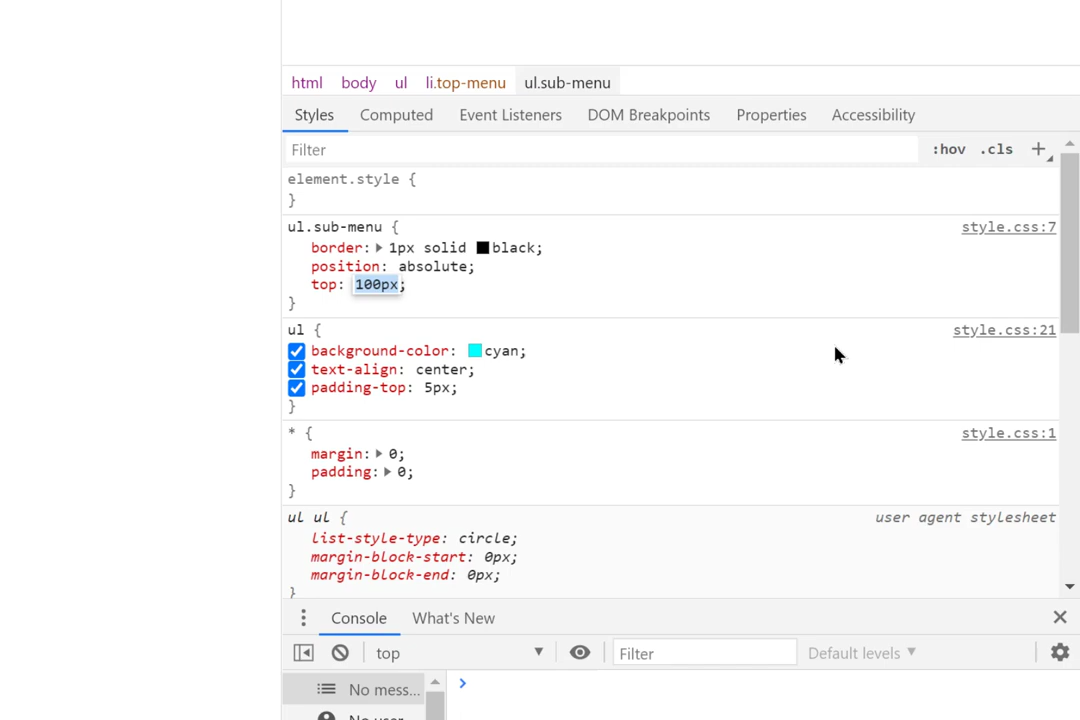 html body ul li.top-menu ul.sub-menu
Styles Computed Event Listeners DOM Breakpoints Properties Accessibility
Filter :hov .cls +
element.style {
}
ul.sub-menu { style.css:7
border: 1px solid black;
position: absolute;
top: 100px;
}
ul { style.css:21
background-color: cyan;
text-align: center;
padding-top: 5px;
}
* { style.css:1
margin: 0;
padding: 0;
}
ul ul { user agent stylesheet
list-style-type: circle;
margin-block-start: 0px;
margin-block-end: 0px;
}
Console What's New
top Filter Default levels
No mess...
No user